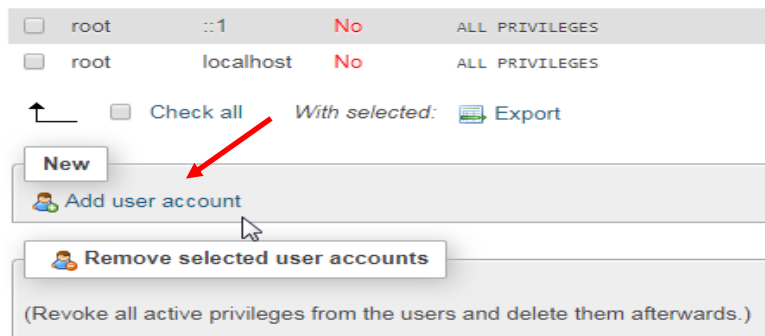 root ::1 No ALL PRIVILEGES
root localhost No ALL PRIVILEGES
Check all With selected: Export
New
Add user account
Remove selected user accounts
(Revoke all active privileges from the users and delete them afterwards.)